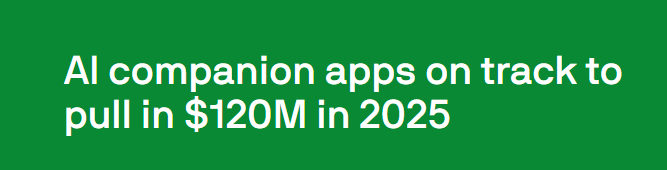 AI companion apps on track to
pull in $120M in 2025